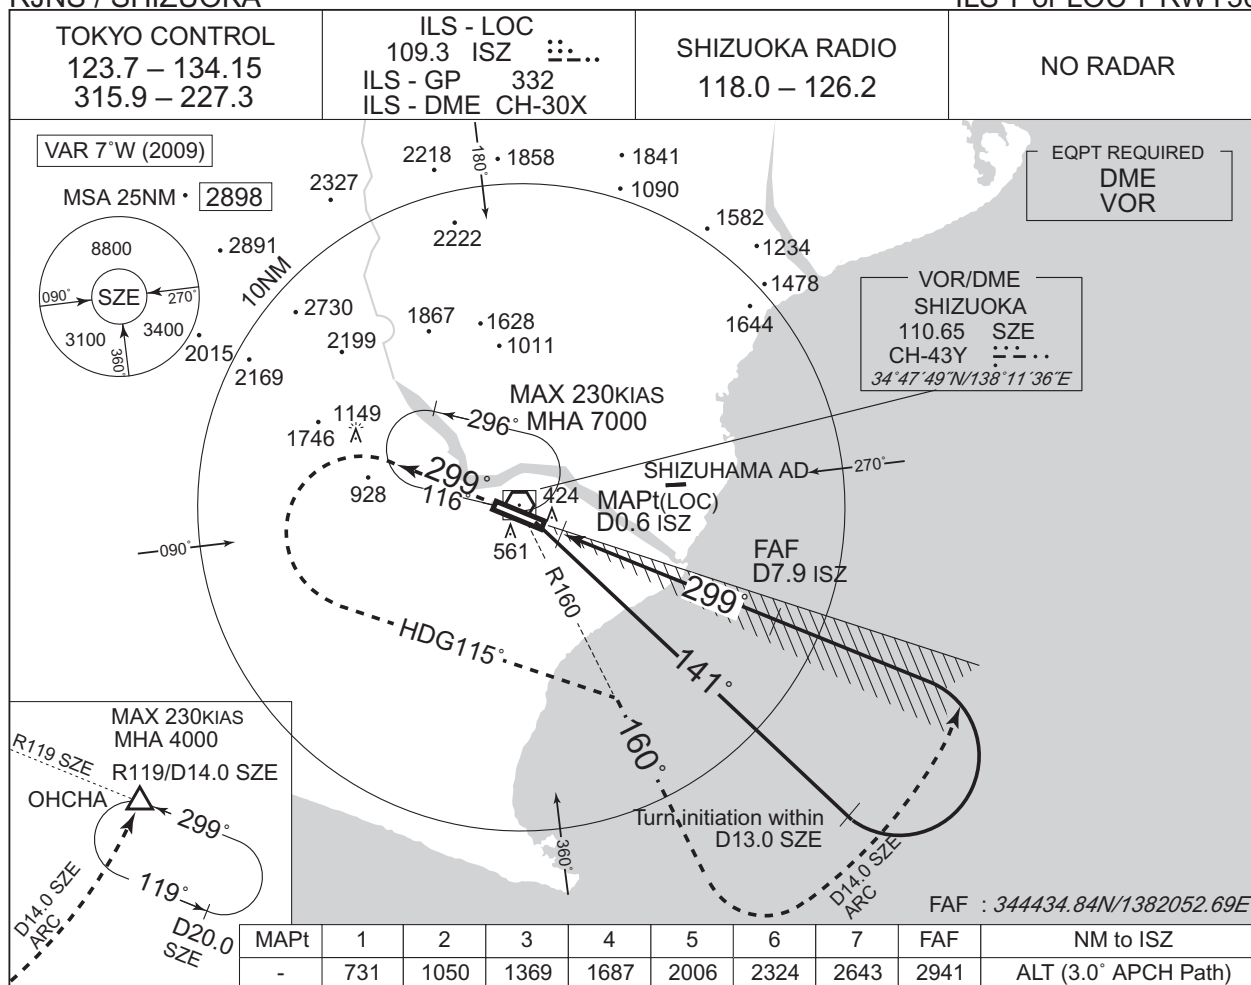 RJNS / SHIZUOKA
TOKYO CONTROL
123.7 – 134.15
315.9 – 227.3
ILS - LOC
109.3 ISZ
ILS - GP 332
ILS - DME CH-30X
SHIZUOKA RADIO
118.0 – 126.2
NO RADAR
VAR 7°W (2009)
MSA 25NM
2898
8800
090°
SZE
270°
3100
3400
360°
EQPT REQUIRED
DME
VOR
VOR/DME
SHIZUOKA
110.65 SZE
CH-43Y
34°47´49˝N/138°11´36˝E
180°
2218
1858
1841
1090
2327
2222
1582
1234
2891
10NM
1478
2730
1867
1628
1644
2199
1011
2015
2169
MAX 230KIAS
MHA 7000
296°
1149
1746
299°
116°
928
424
561
SHIZUHAMA AD
270°
MAPt(LOC)
D0.6 ISZ
090°
FAF
D7.9 ISZ
R160
299°
HDG115°
141°
160°
Turn initiation within
D13.0 SZE
360°
D14.0 SZE
ARC
MAX 230KIAS
MHA 4000
R119 SZE
R119/D14.0 SZE
OHCHA
299°
119°
D14.0 SZE
ARC
D20.0
SZE
FAF : 344434.84N/1382052.69E
MAPt 1 2 3 4 5 6 7 FAF NM to ISZ
- 731 1050 1369 1687 2006 2324 2643 2941 ALT (3.0° APCH Path)